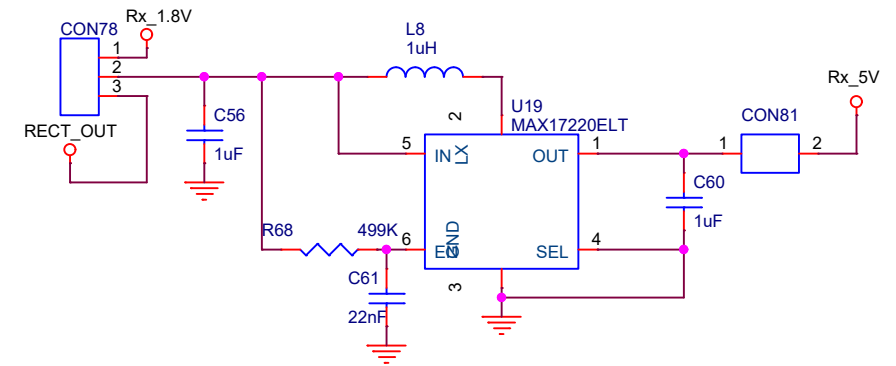 Rx_1.8V
CON78
1
2
3
RECT_OUT
C56
1uF
L8
1uH
U19
MAX17220ELT
2
LX
5
IN
OUT
1
R68
499K
6
EN
GND
SEL
4
3
C61
22nF
C60
1uF
CON81
1
2
Rx_5V